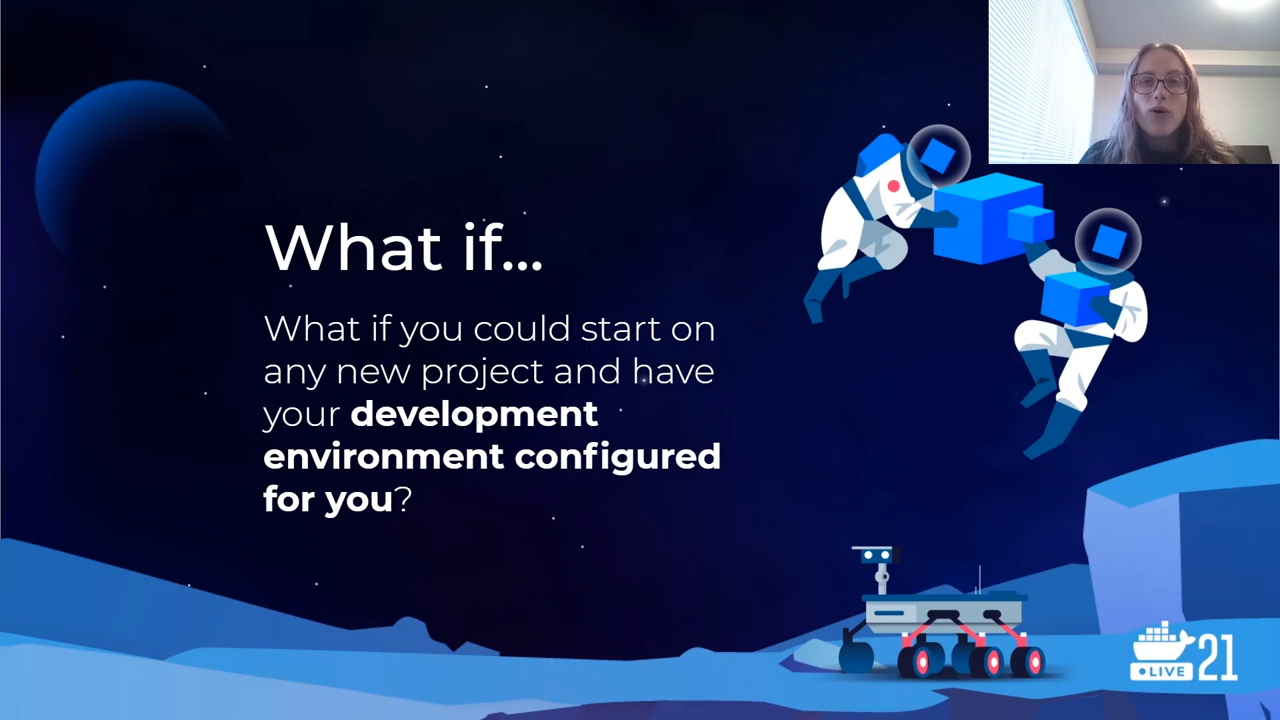 What if...
What if you could start on
any new project and have
your development
environment configured
for you?
LIVE 21